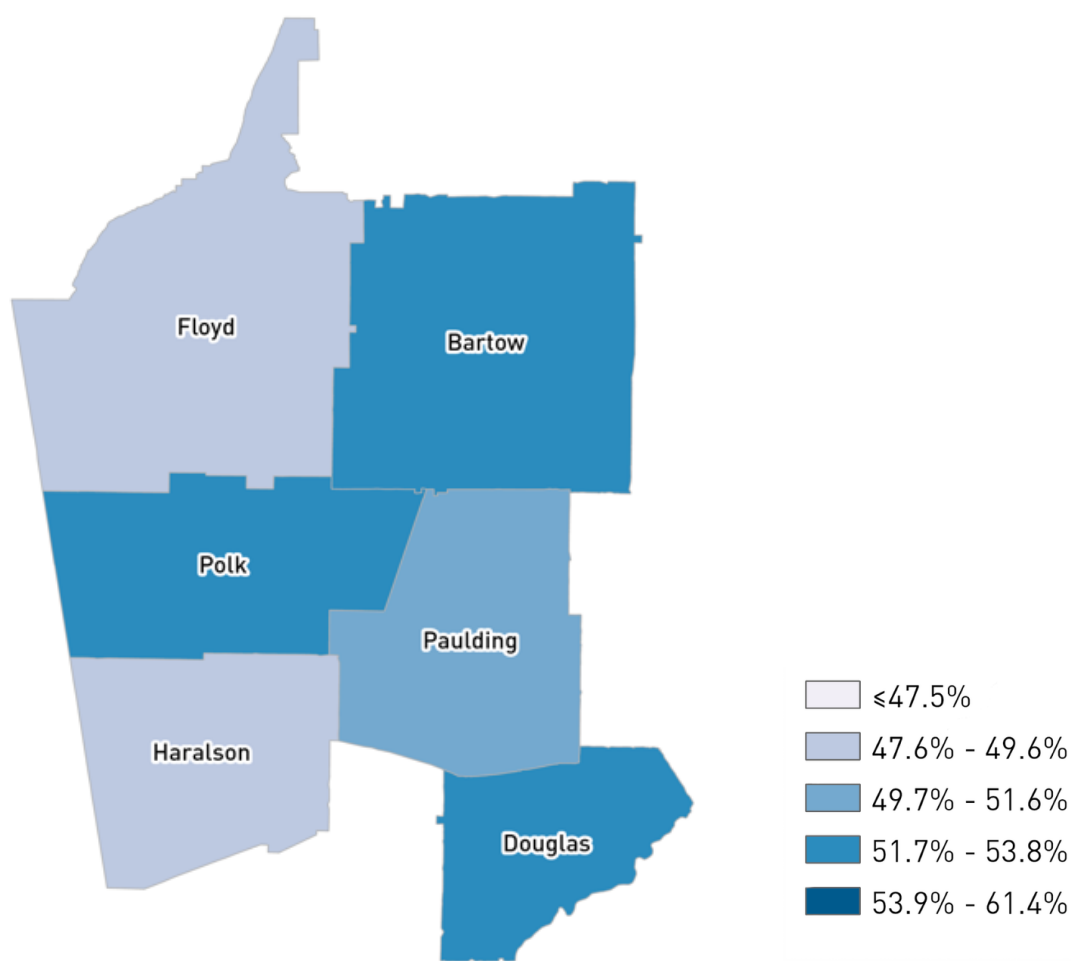 Floyd
Bartow
Polk
Paulding
Haralson
Douglas
≤47.5%
47.6% - 49.6%
49.7% - 51.6%
51.7% - 53.8%
53.9% - 61.4%